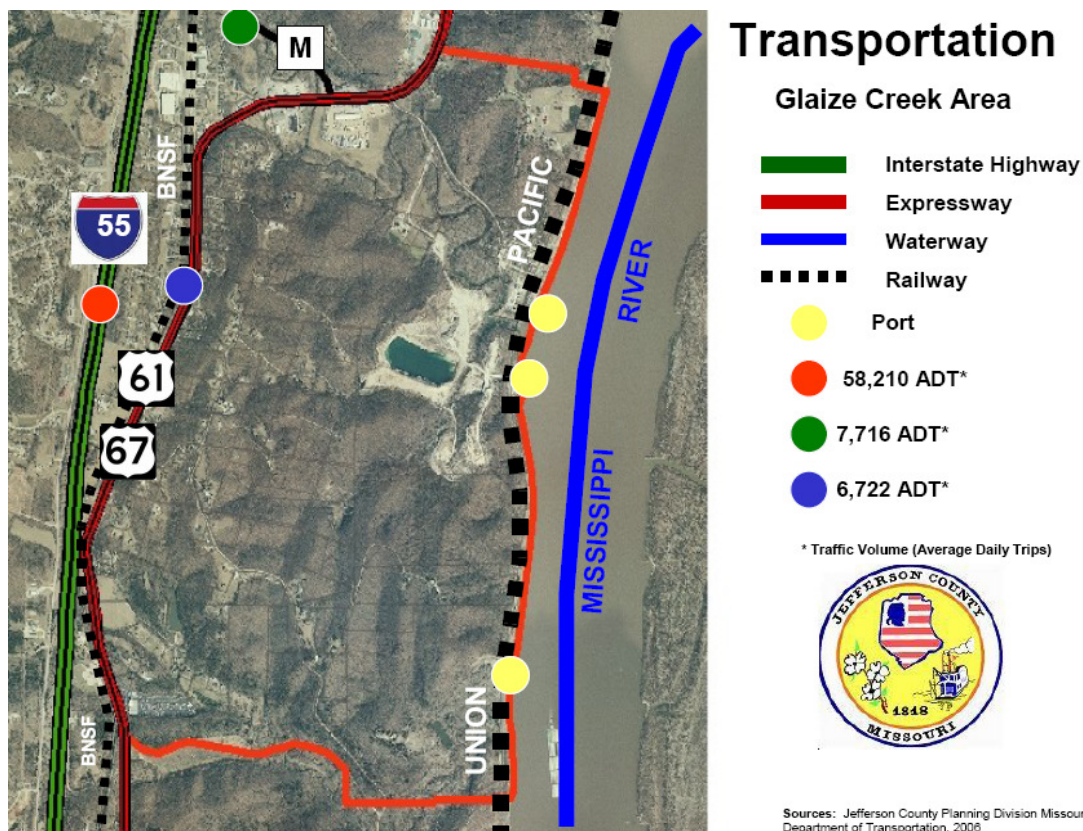 Transportation
Glaize Creek Area
Interstate Highway
Expressway
Waterway
Railway
Port
58,210 ADT*
7,716 ADT*
6,722 ADT*
* Traffic Volume (Average Daily Trips)
JEFFERSON COUNTY
1818
MISSOURI
Sources: Jefferson County Planning Division Missour
Department of Transportation, 2006
M
BNSF
55
61
67
BNSF
UNION
PACIFIC
MISSISSIPPI
RIVER